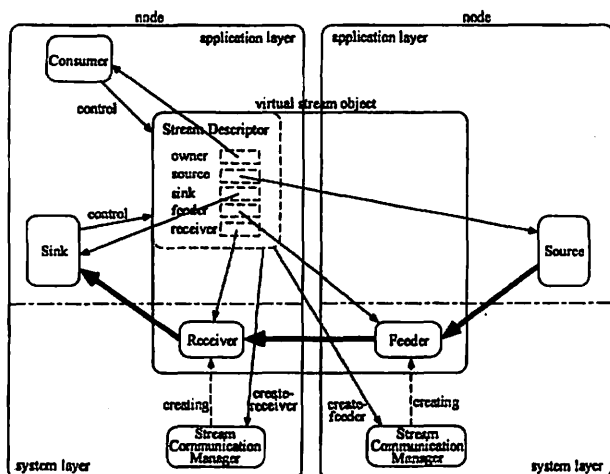 node
node
application layer
application layer
Consumer
control
virtual stream object
Stream Descriptor
owner
source
sink
feeder
receiver
control
Sink
Source
Receiver
Feeder
creating
create-
receiver
create-
feeder
creating
Stream
Communication
Manager
Stream
Communication
Manager
system layer
system layer